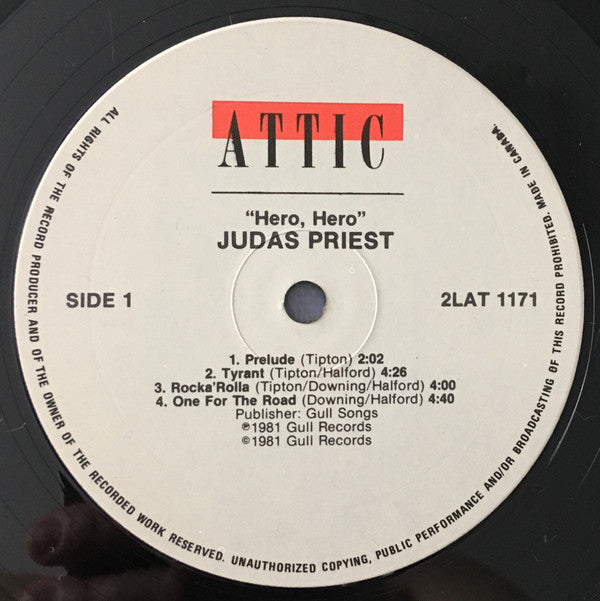 ATTIC
"Hero, Hero"
JUDAS PRIEST
SIDE 1
2LAT 1171
1. Prelude (Tipton) 2:02
2. Tyrant (Tipton/Halford) 4:26
3. Rocka'Rolla (Tipton/Downing/Halford) 4:00
4. One For The Road (Downing/Halford) 4:40
Publisher: Gull Songs
℗1981 Gull Records
©1981 Gull Records
ALL RIGHTS OF THE RECORD PRODUCER AND OF THE OWNER OF THE RECORDED WORK RESERVED. UNAUTHORIZED COPYING, PUBLIC PERFORMANCE AND/OR BROADCASTING OF THIS RECORD PROHIBITED. MADE IN CANADA.